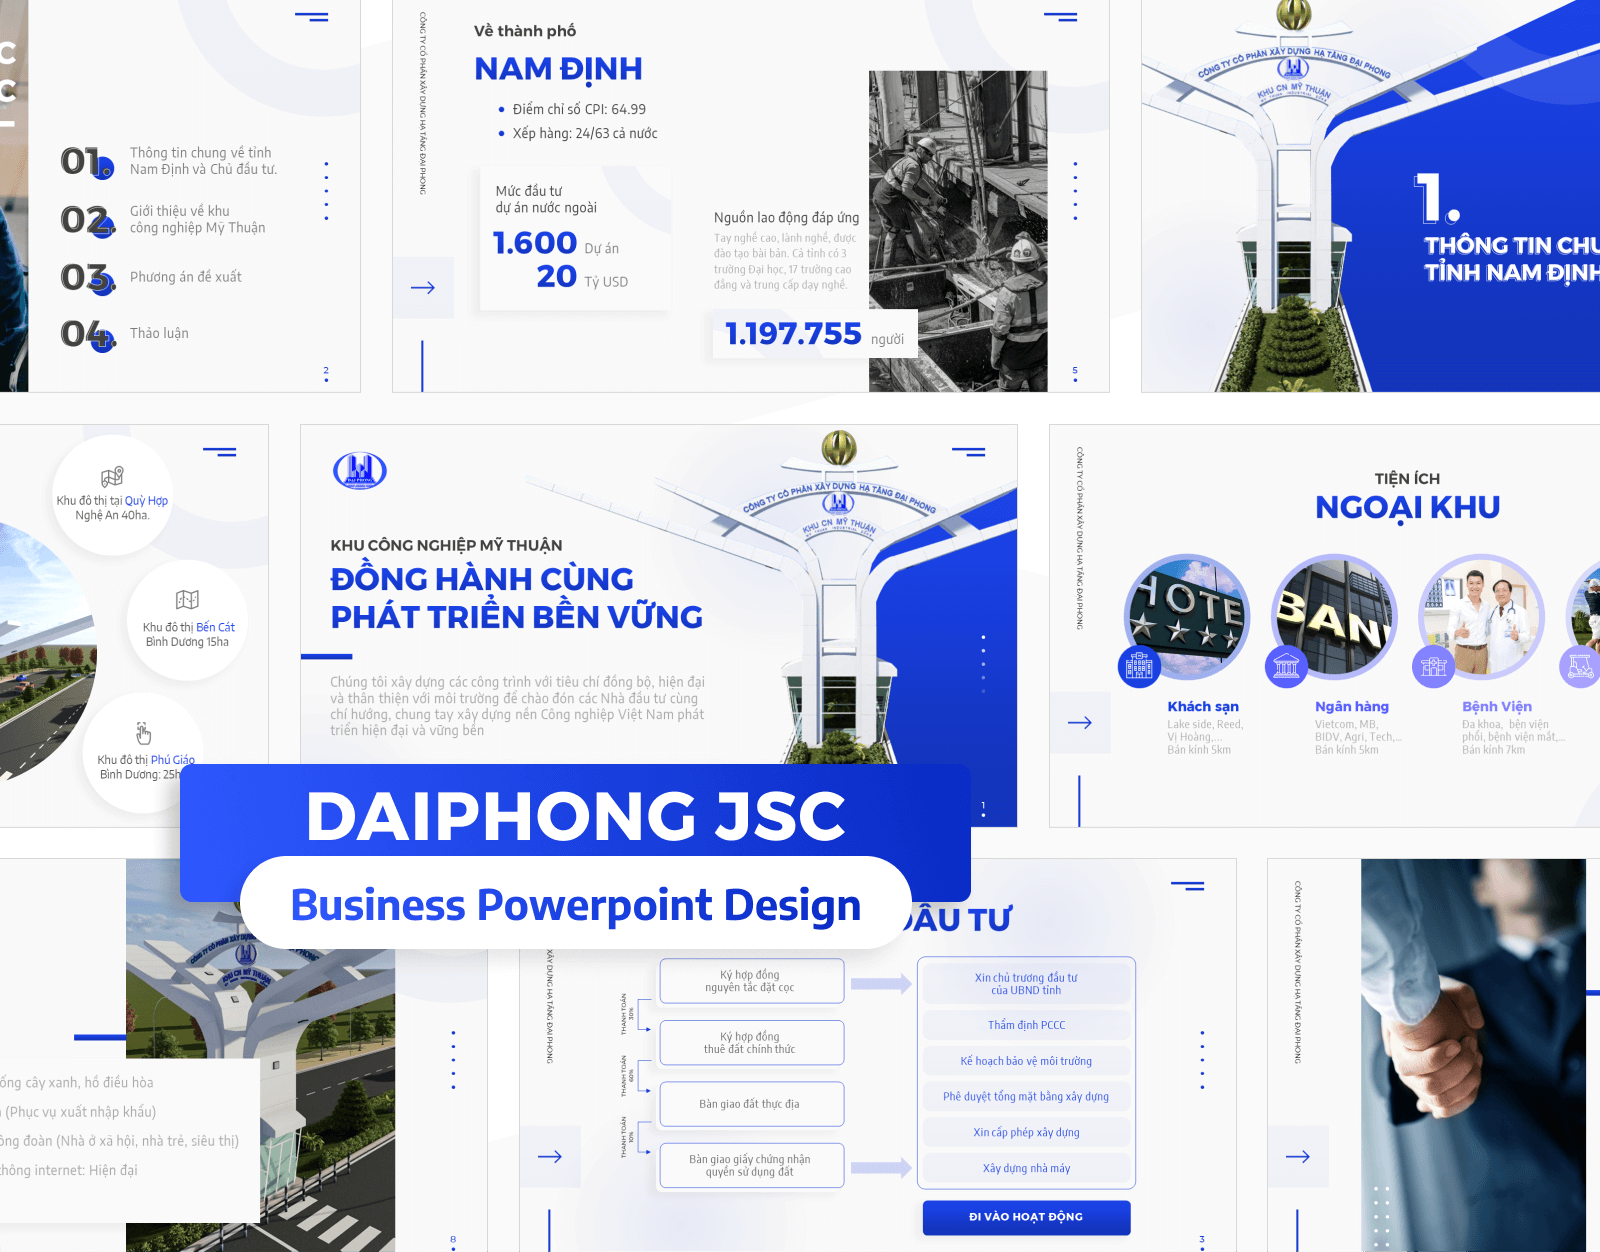 C
C
01.
Thông tin chung về tỉnh
Nam Định và Chủ đầu tư.
02.
Giới thiệu về khu
công nghiệp Mỹ Thuận
03.
Phương án đề xuất
04.
Thảo luận
2
CÔNG TY CỔ PHẦN XÂY DỰNG HẠ TẦNG ĐẠI PHONG
Về thành phố
NAM ĐỊNH
• Điểm chỉ số CPI: 64.99
• Xếp hàng: 24/63 cả nước
Mức đầu tư
dự án nước ngoài
1.600 Dự án
20 Tỷ USD
Nguồn lao động đáp ứng
Tay nghề cao, lành nghề, được
đào tạo bài bản. Cả tỉnh có 3
trường Đại học, 17 trường cao
đẳng và trung cấp dạy nghề.
1.197.755 người
5
CÔNG TY CỔ PHẦN XÂY DỰNG HẠ TẦNG ĐẠI PHONG
KHU CN MỸ THUẬN
1.
THÔNG TIN CHU
TỈNH NAM ĐỊNH
Khu đô thị tại Quỳ Hợp
Nghệ An 40ha.
Khu đô thị Bến Cát
Bình Dương 15ha
Khu đô thị Phú Giáo
Bình Dương: 25h
ĐẠI PHONG
KHU CÔNG NGHIỆP MỸ THUẬN
ĐỒNG HÀNH CÙNG
PHÁT TRIỂN BỀN VỮNG
Chúng tôi xây dựng các công trình với tiêu chí đồng bộ, hiện đại
và thân thiện với môi trường để chào đón các Nhà đầu tư cùng
chí hướng, chung tay xây dựng nền Công nghiệp Việt Nam phát
triển hiện đại và vững bền
CÔNG TY CỔ PHẦN XÂY DỰNG HẠ TẦNG ĐẠI PHONG
KHU CN MỸ THUẬN
1
CÔNG TY CỔ PHẦN XÂY DỰNG HẠ TẦNG ĐẠI PHONG
TIỆN ÍCH
NGOẠI KHU
HOTE
BANK
Khách sạn
Lake side, Reed,
Vị Hoàng,...
Bán kính 5km
Ngân hàng
Vietcom, MB,
BIDV, Agri, Tech,...
Bán kính 5km
Bệnh Viện
Đa khoa, bện viện
phổi, bệnh viện mắt,...
Bán kính 7km
DAIPHONG JSC
Business Powerpoint Design
KHU CN MỸ THUẬN
ống cây xanh, hồ điều hòa
(Phục vụ xuất nhập khẩu)
ông đoàn (Nhà ở xã hội, nhà trẻ, siêu thị)
thông internet: Hiện đại
8
XÂY DỰNG HẠ TẦNG ĐẠI PHONG
ĐẦU TƯ
Ký hợp đồng
nguyên tắc đặt cọc
THANH TOÁN
30%
Ký hợp đồng
thuê đất chính thức
THANH TOÁN
60%
Bàn giao đất thực địa
THANH TOÁN
10%
Bàn giao giấy chứng nhận
quyền sử dụng đất
Xin chủ trương đầu tư
của UBND tỉnh
Thẩm định PCCC
Kế hoạch bảo vệ môi trường
Phê duyệt tổng mặt bằng xây dựng
Xin cấp phép xây dựng
Xây dựng nhà máy
ĐI VÀO HOẠT ĐỘNG
3
CÔNG TY CỔ PHẦN XÂY DỰNG HẠ TẦNG ĐẠI PHONG